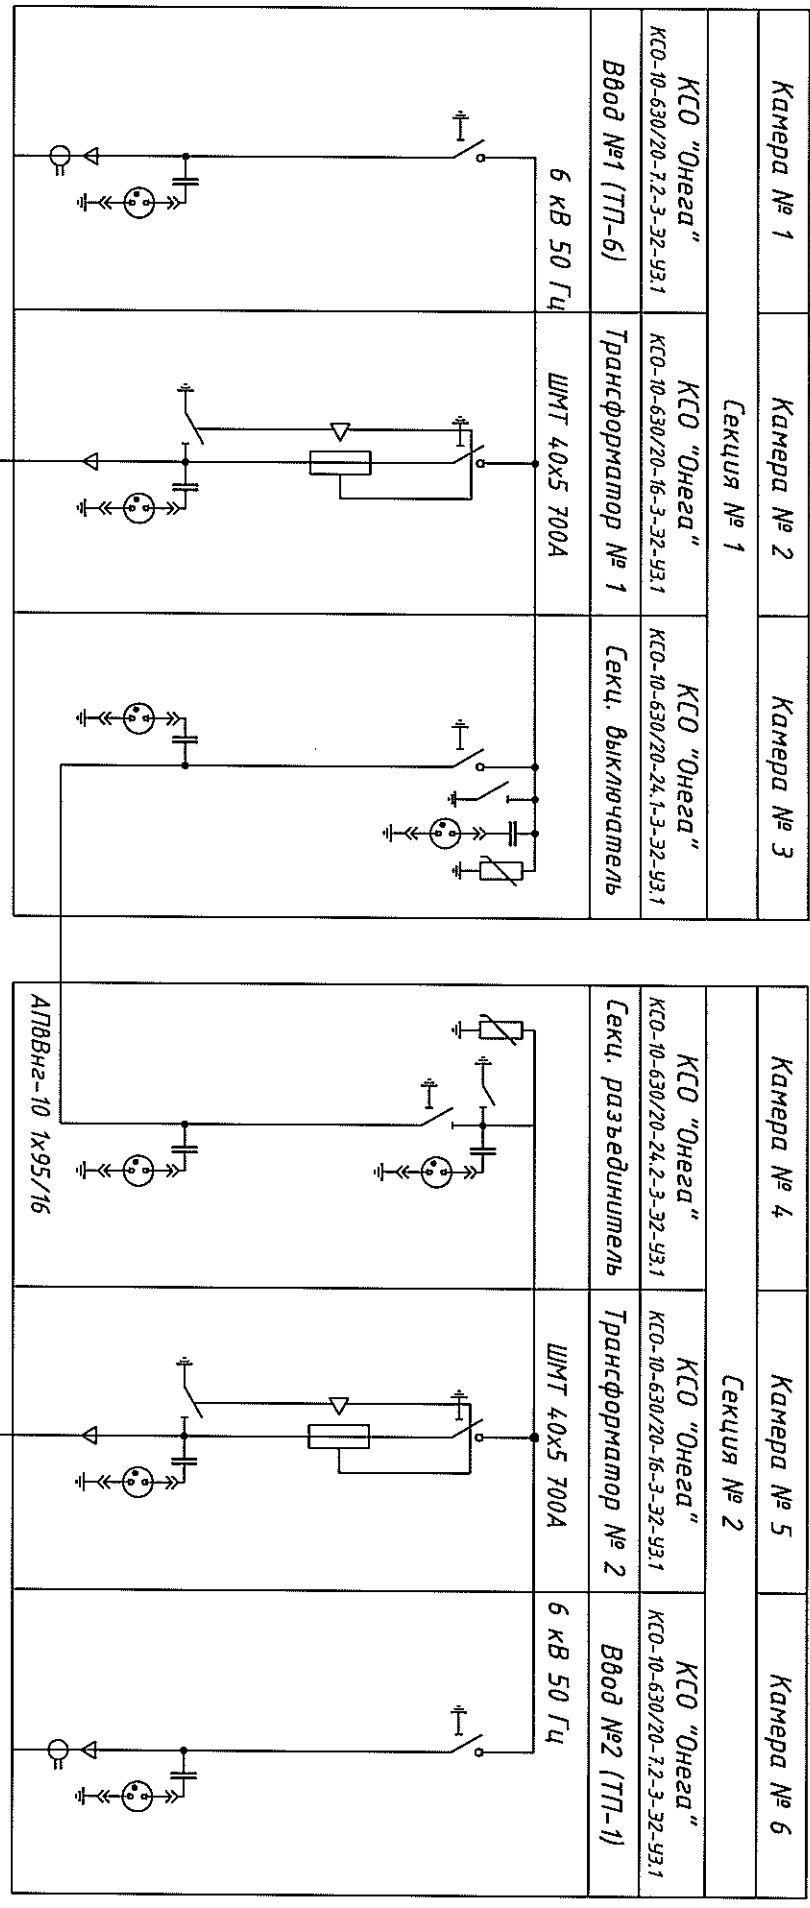 Камера № 1
Камера № 2
Камера № 3
Секция № 1
КСО "Онега"
КСО-10-630/20-7.2-3-32-У3.1
КСО "Онега"
КСО-10-630/20-16-3-32-У3.1
КСО "Онега"
КСО-10-630/20-24.1-3-32-У3.1
Ввод №1 (ТП-6)
Трансформатор № 1
Секц. выключатель
6 кВ 50 Гц
ШМТ 40х5 700А
Камера № 4
Камера № 5
Камера № 6
Секция № 2
КСО "Онега"
КСО-10-630/20-24.2-3-32-У3.1
КСО "Онега"
КСО-10-630/20-16-3-32-У3.1
КСО "Онега"
КСО-10-630/20-7.2-3-32-У3.1
Секц. разъединитель
Трансформатор № 2
Ввод №2 (ТП-1)
ШМТ 40х5 700А
6 кВ 50 Гц
АПвВнг-10 1х95/16